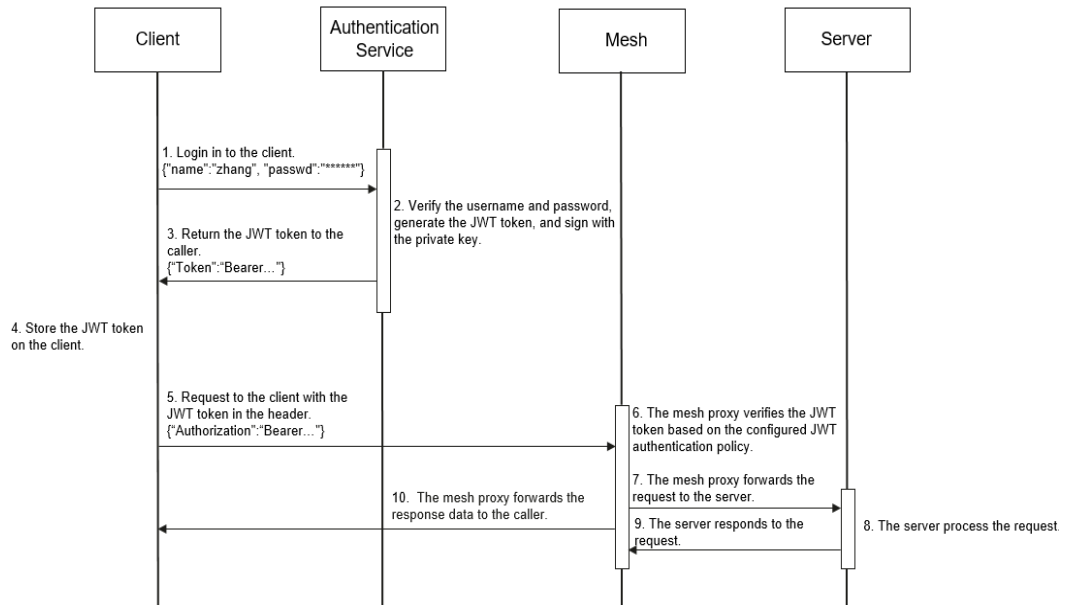 Client
Authentication
Service
Mesh
Server
1. Login in to the client.
{"name":"zhang", "passwd":"******"}
2. Verify the username and password,
generate the JWT token, and sign with
the private key.
3. Return the JWT token to the
caller.
{“Token”:“Bearer...”}
4. Store the JWT token
on the client.
5. Request to the client with the
JWT token in the header.
{“Authorization”:“Bearer...”}
6. The mesh proxy verifies the JWT
token based on the configured JWT
authentication policy.
7. The mesh proxy forwards the
request to the server.
8. The server process the request.
9. The server responds to the
request.
10. The mesh proxy forwards the
response data to the caller.